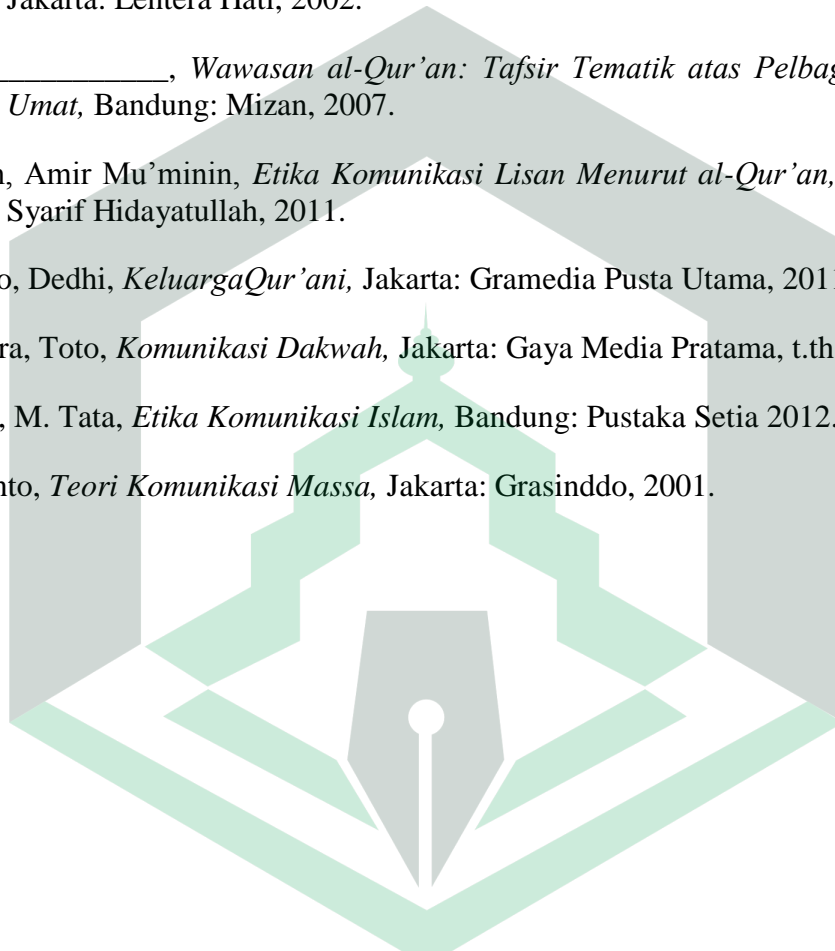 Jakarta: Lentera Hati, 2002.
___________, Wawasan al-Qur’an: Tafsir Tematik atas Pelbag
Umat, Bandung: Mizan, 2007.
n, Amir Mu’minin, Etika Komunikasi Lisan Menurut al-Qur’an,
Syarif Hidayatullah, 2011.
o, Dedhi, KeluargaQur’ani, Jakarta: Gramedia Pusta Utama, 201
ra, Toto, Komunikasi Dakwah, Jakarta: Gaya Media Pratama, t.th
, M. Tata, Etika Komunikasi Islam, Bandung: Pustaka Setia 2012.
nto, Teori Komunikasi Massa, Jakarta: Grasinddo, 2001.